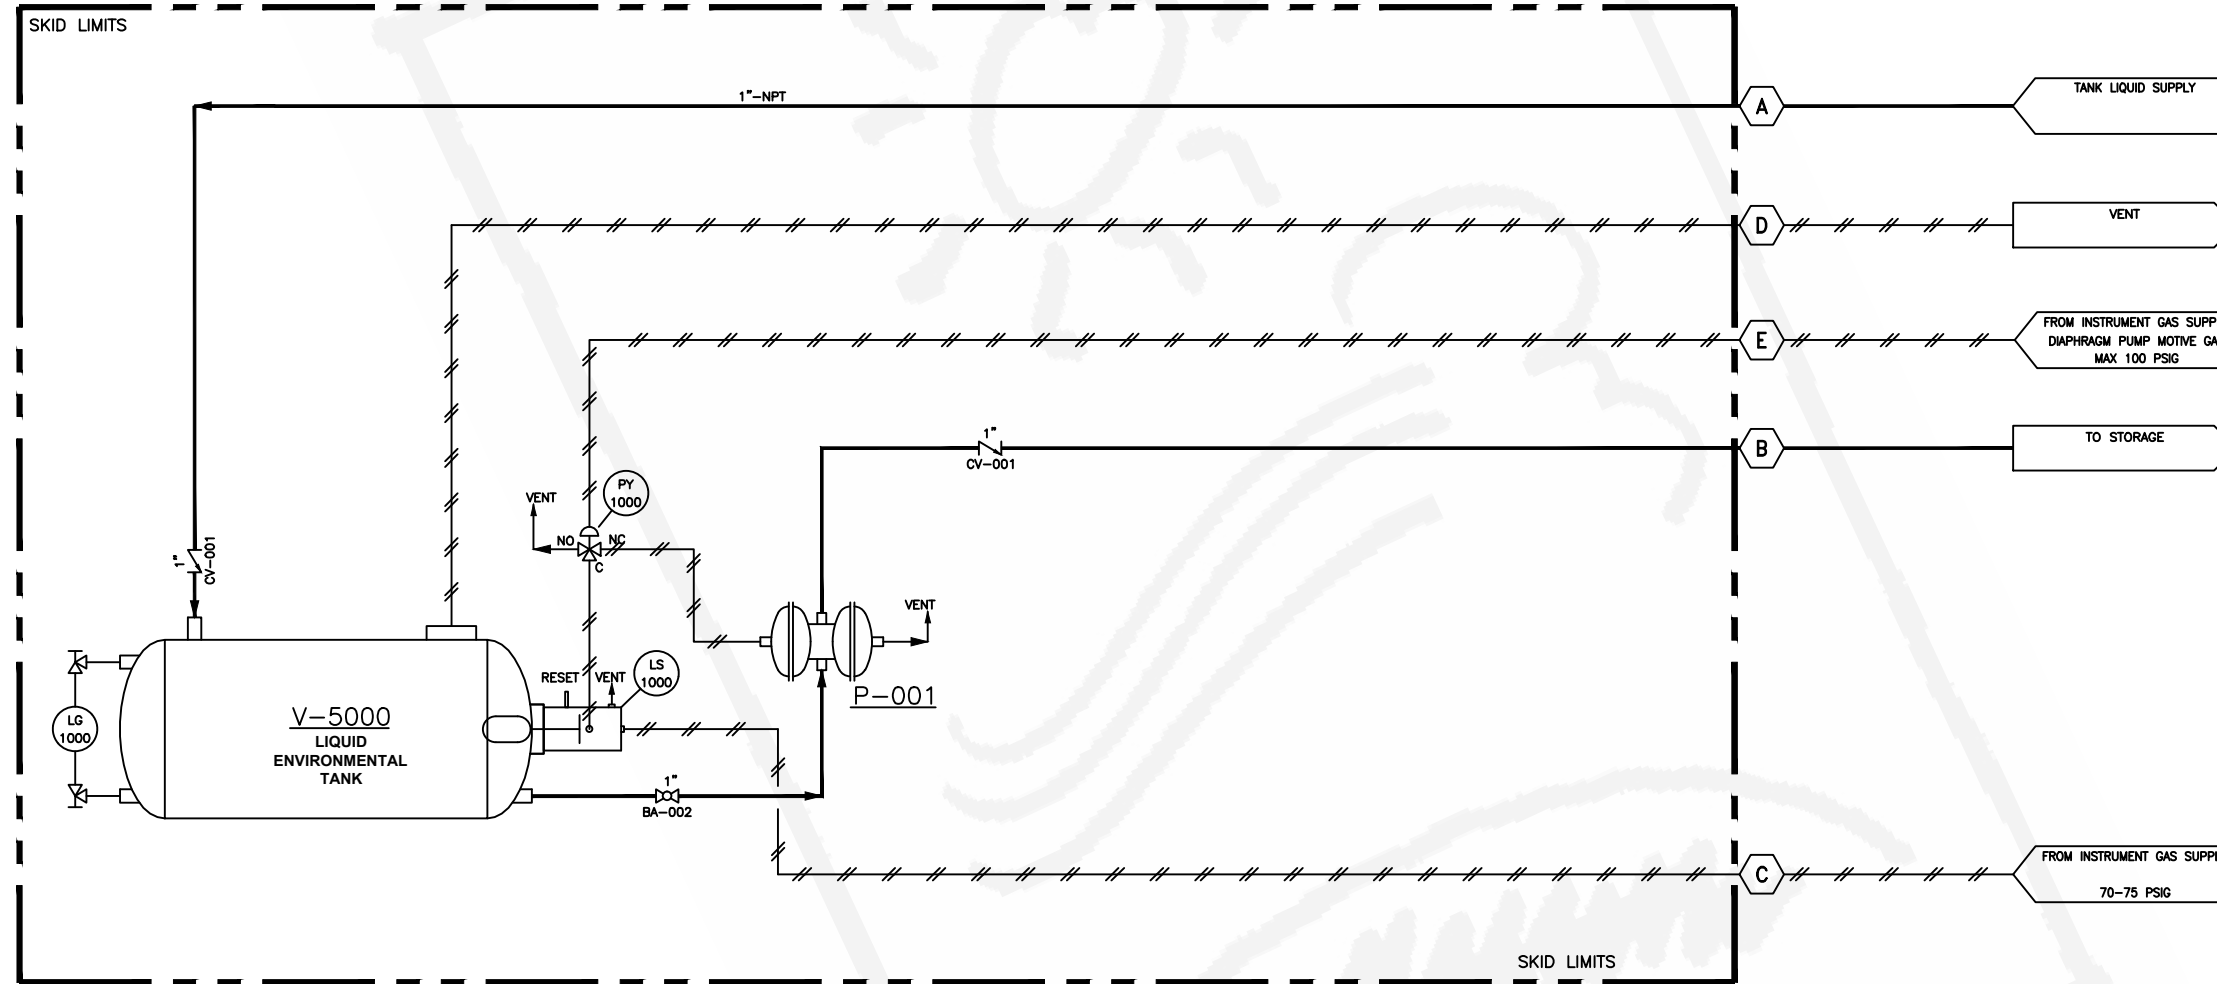 SKID LIMITS
1"-NPT
A
TANK LIQUID SUPPLY
D
VENT
E
FROM INSTRUMENT GAS SUPP
DIAPHRAGM PUMP MOTIVE GA
MAX 100 PSIG
1"
CV-001
B
TO STORAGE
PY
1000
VENT
NO
NC
C
1"
CV-001
VENT
RESET
VENT
LS
1000
P-001
LG
1000
V-5000
LIQUID
ENVIRONMENTAL
TANK
1"
BA-002
C
FROM INSTRUMENT GAS SUPPL
70-75 PSIG
SKID LIMITS